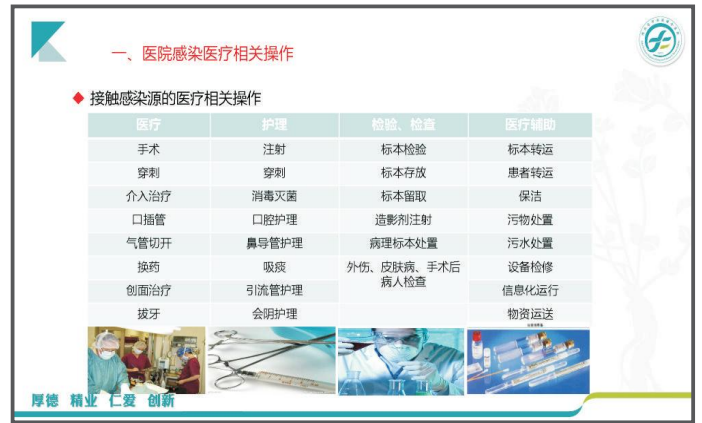 一、医院感染医疗相关操作
接触感染源的医疗相关操作
医疗 护理 检验、检查 医疗辅助
手术 注射 标本检验 标本转运
穿刺 穿刺 标本存放 患者转运
介入治疗 消毒灭菌 标本留取 保洁
口插管 口腔护理 造影剂注射 污物处置
气管切开 鼻导管护理 病理标本处置 污水处置
换药 吸痰 外伤、皮肤病、手术后 设备检修
病人检查
创面治疗 引流管护理 信息化运行
拔牙 会阴护理 物资运送
厚德 精业 仁爱 创新